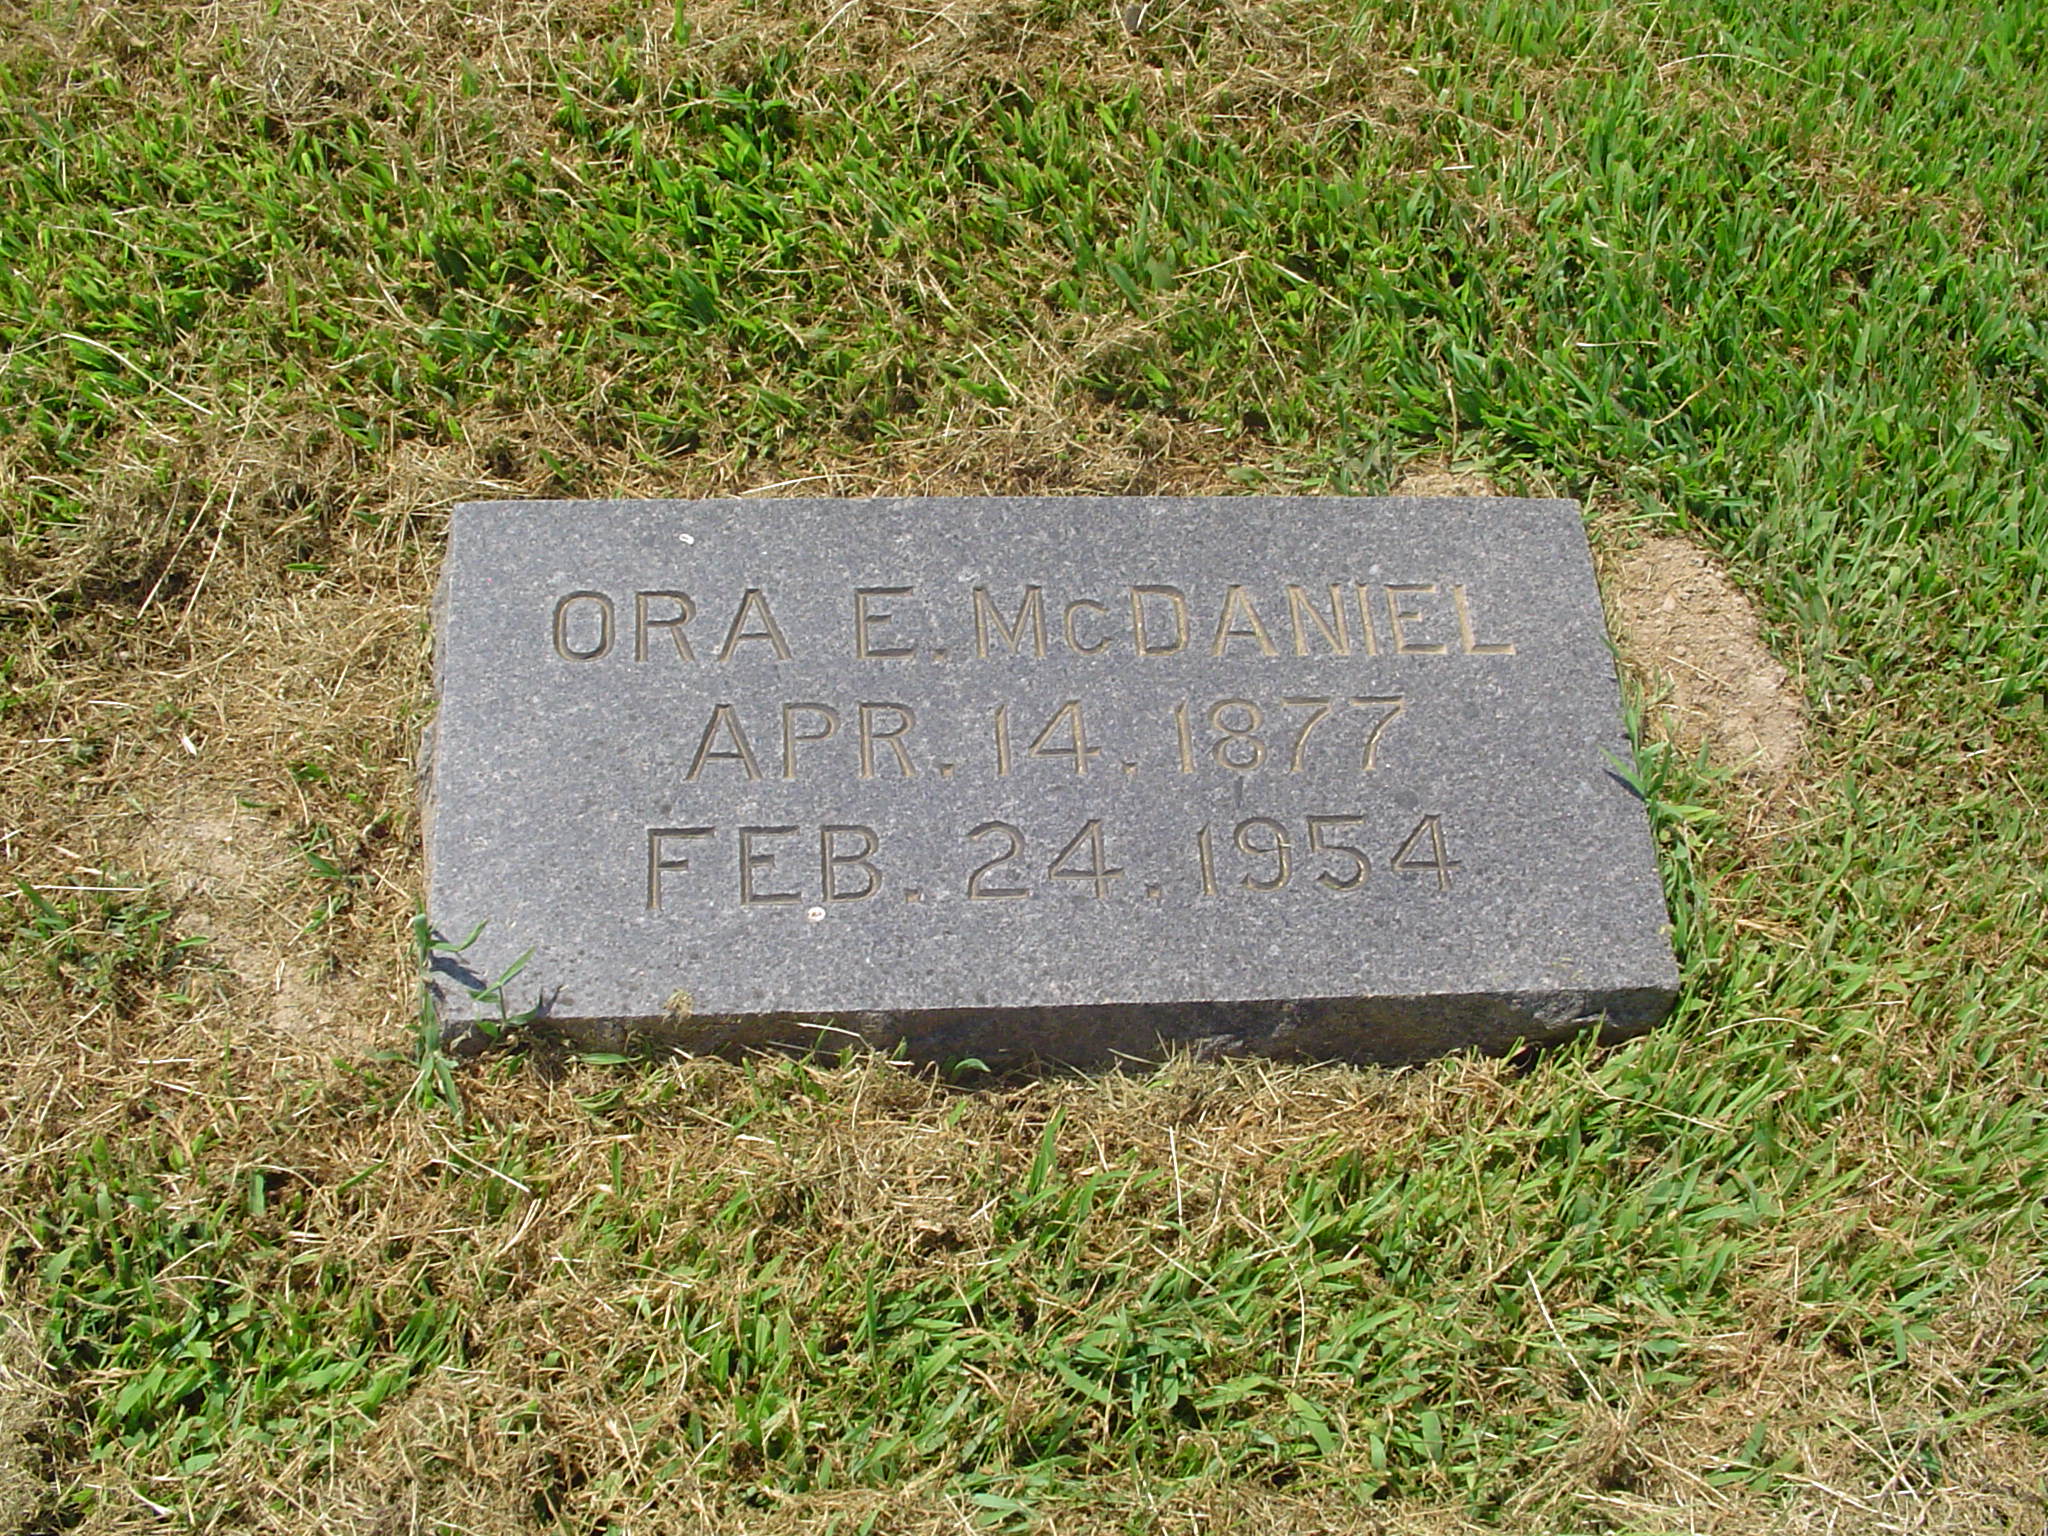 ORA E. McDANIEL
APR. 14. 1877
FEB. 24. 1954